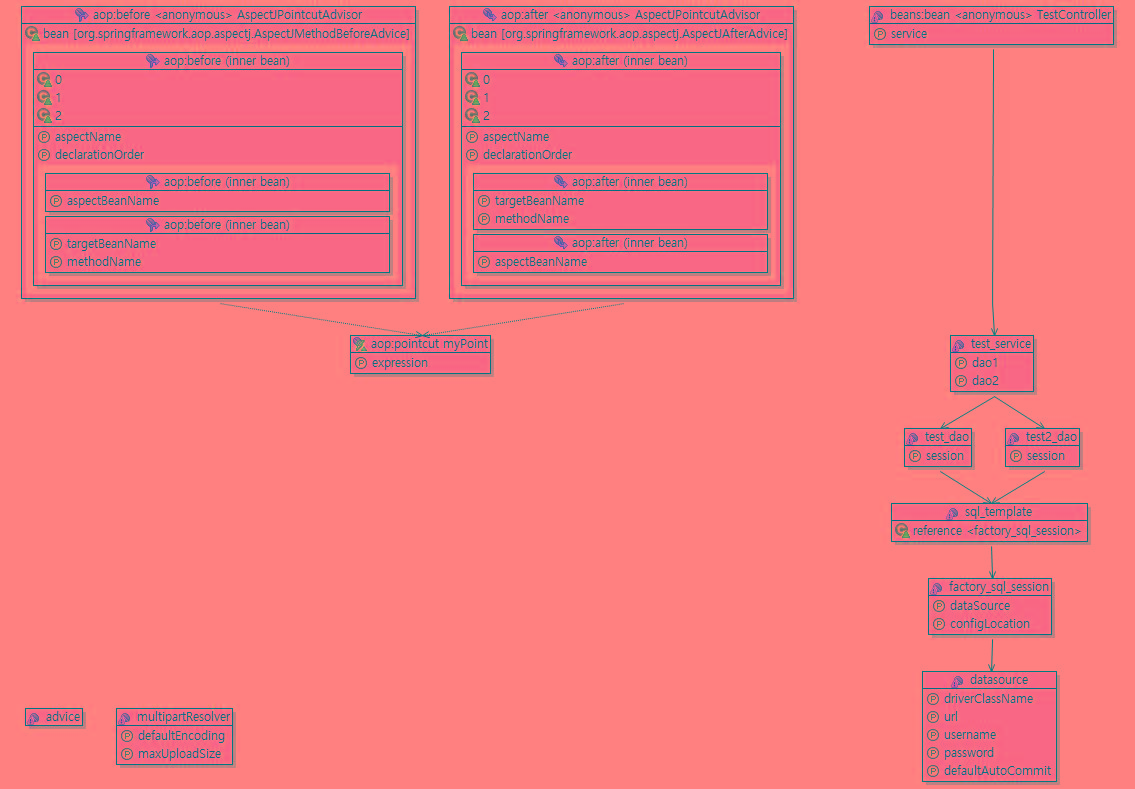 aop:before <anonymous> AspectJPointcutAdvisor
bean [org.springframework.aop.aspectj.AspectJMethodBeforeAdvice]
aop:before (inner bean)
0
1
2
aspectName
declarationOrder
aop:before (inner bean)
aspectBeanName
aop:before (inner bean)
targetBeanName
methodName
aop:after <anonymous> AspectJPointcutAdvisor
bean [org.springframework.aop.aspectj.AspectJAfterAdvice]
aop:after (inner bean)
0
1
2
aspectName
declarationOrder
aop:after (inner bean)
targetBeanName
methodName
aop:after (inner bean)
aspectBeanName
aop:pointcut myPoint
expression
beans:bean <anonymous> TestController
service
test_service
dao1
dao2
test_dao
session
test2_dao
session
sql_template
reference <factory_sql_session>
factory_sql_session
dataSource
configLocation
datasource
driverClassName
url
username
password
defaultAutoCommit
advice
multipartResolver
defaultEncoding
maxUploadSize